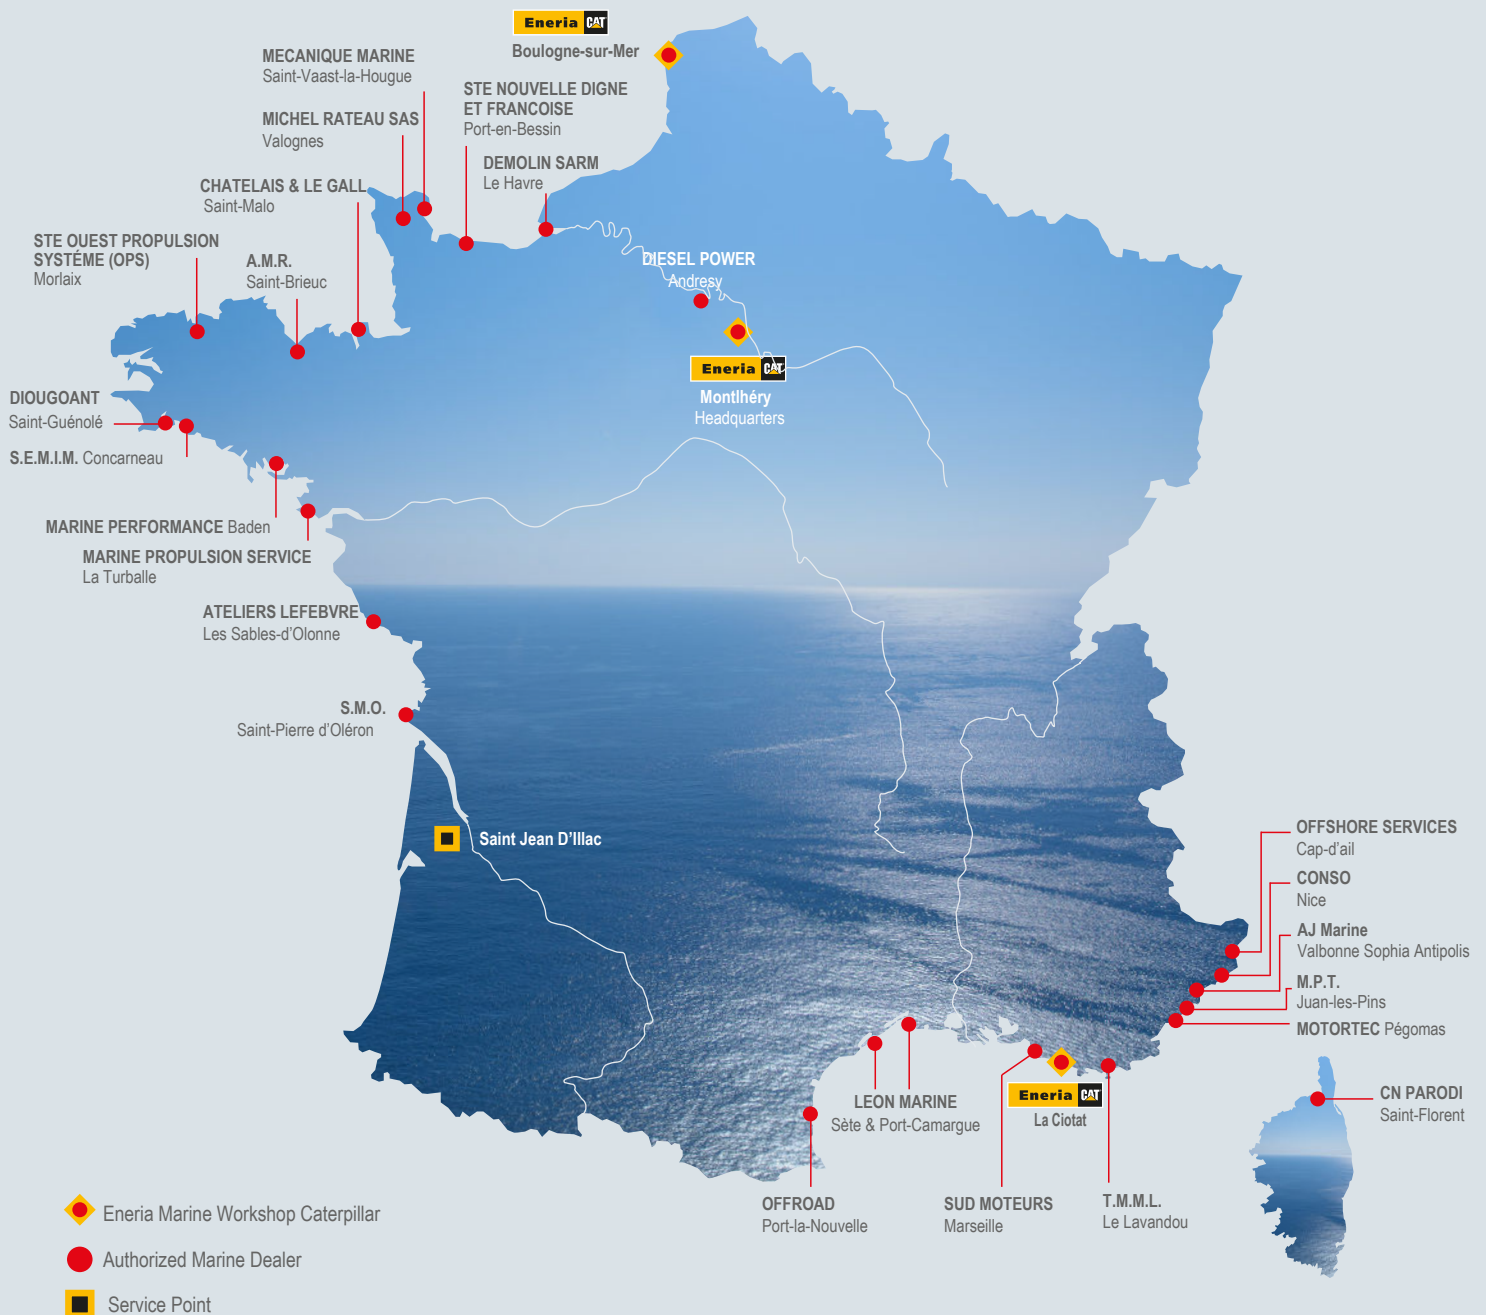 Eneria CAT
Boulogne-sur-Mer
MECANIQUE MARINE
Saint-Vaast-la-Hougue
STE NOUVELLE DIGNE
ET FRANCOISE
Port-en-Bessin
MICHEL RATEAU SAS
Valognes
DEMOLIN SARM
Le Havre
CHATELAIS & LE GALL
Saint-Malo
STE OUEST PROPULSION
SYSTÉME (OPS)
Morlaix
A.M.R.
Saint-Brieuc
DIESEL POWER
Andresy
Eneria CAT
Montlhéry
Headquarters
DIOUGOANT
Saint-Guénolé
S.E.M.I.M. Concarneau
MARINE PERFORMANCE Baden
MARINE PROPULSION SERVICE
La Turballe
ATELIERS LEFEBVRE
Les Sables-d'Olonne
S.M.O.
Saint-Pierre d'Oléron
Saint Jean D'Illac
OFFSHORE SERVICES
Cap-d'ail
CONSO
Nice
AJ Marine
Valbonne Sophia Antipolis
M.P.T.
Juan-les-Pins
MOTORTEC Pégomas
CN PARODI
Saint-Florent
LEON MARINE
Sète & Port-Camargue
Eneria CAT
La Ciotat
OFFROAD
Port-la-Nouvelle
SUD MOTEURS
Marseille
T.M.M.L.
Le Lavandou
Eneria Marine Workshop Caterpillar
Authorized Marine Dealer
Service Point